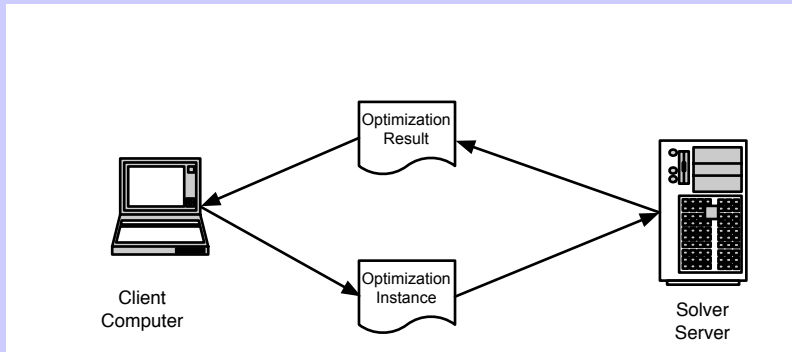 Optimization
Result
Client
Computer
Optimization
Instance
Solver
Server